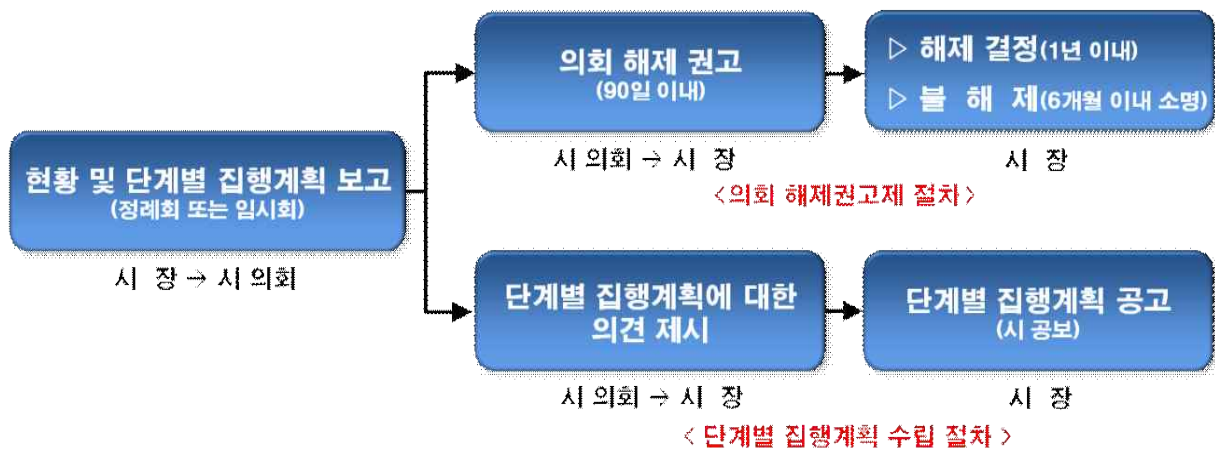 현황 및 단계별 집행계획 보고
(정례회 또는 임시회)
시 장 → 시 의회
의회 해제 권고
(90일 이내)
시 의회 → 시 장
▷ 해제 결정(1년 이내)
▷ 불 해 제(6개월 이내 소명)
시 장
<의회 해제권고제 절차>
단계별 집행계획에 대한
의견 제시
시 의회 → 시 장
단계별 집행계획 공고
(시 공보)
시 장
< 단계별 집행계획 수립 절차 >